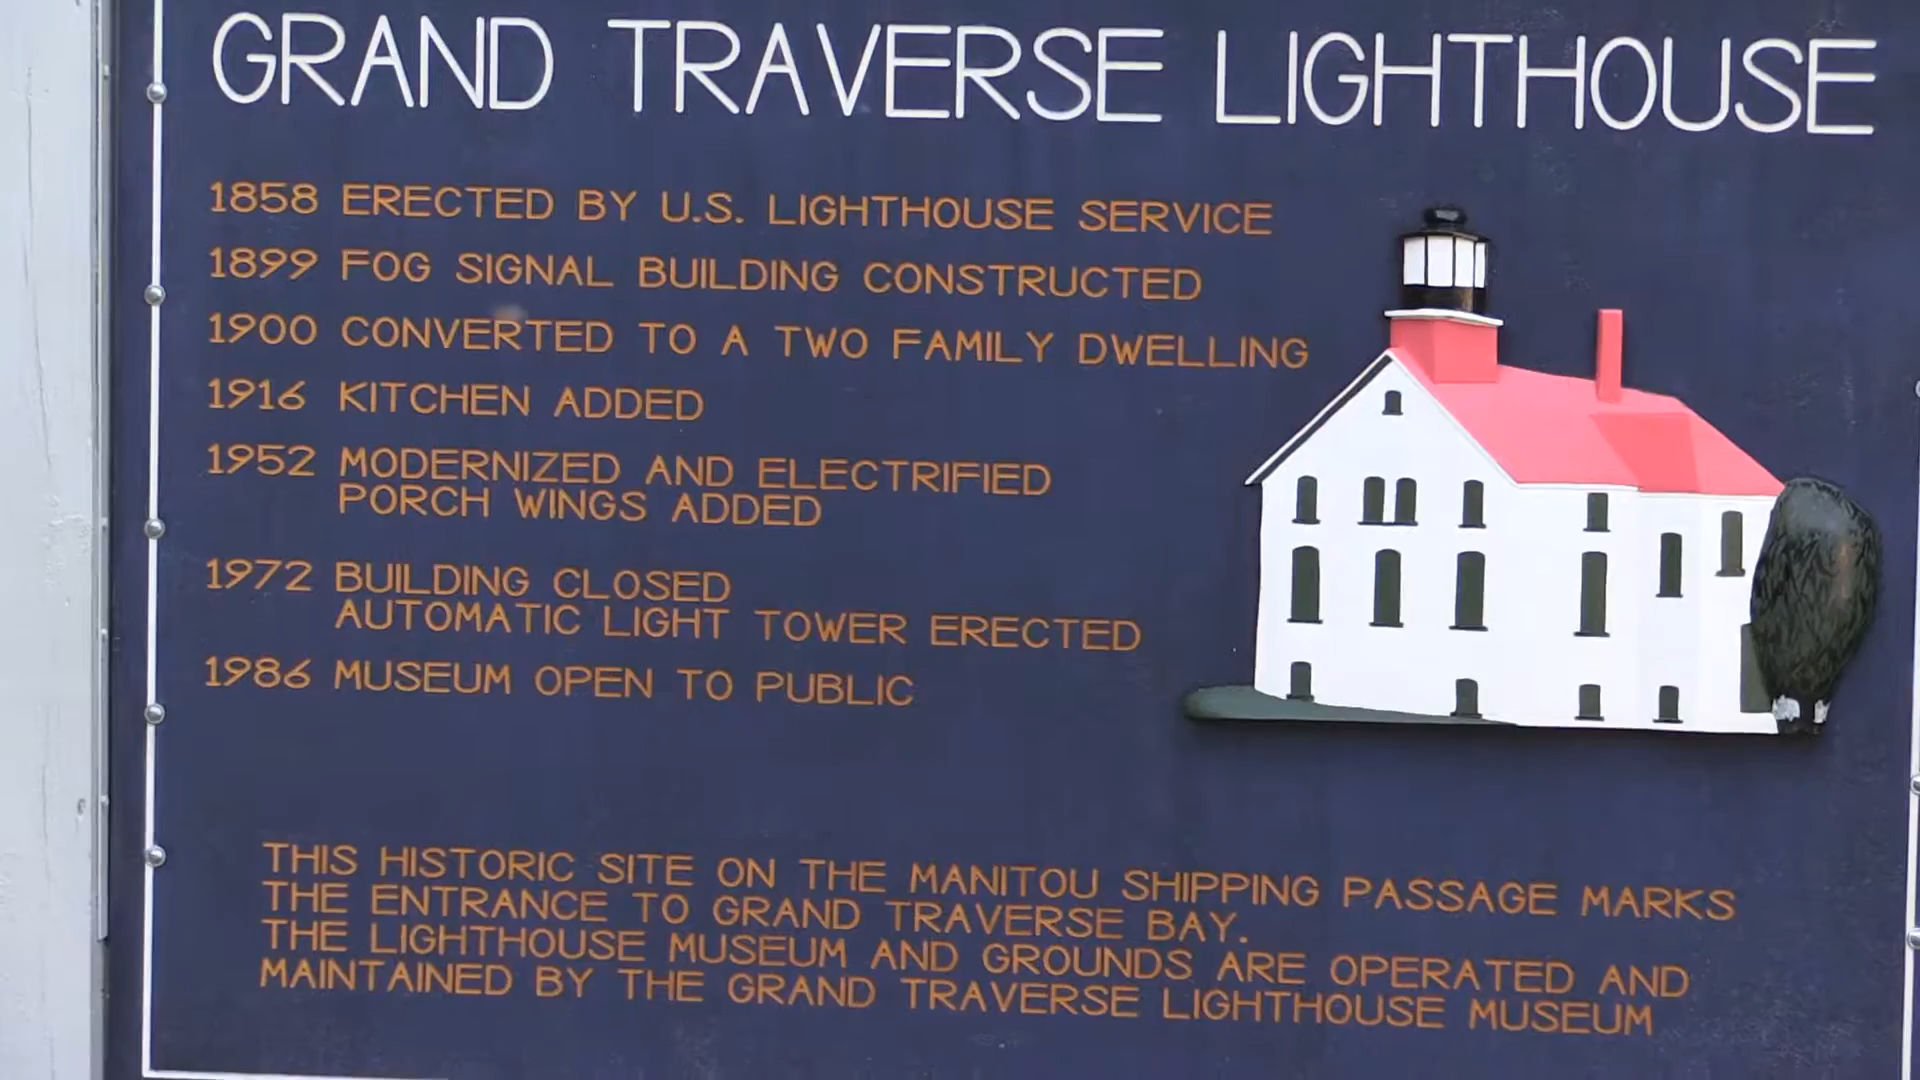 GRAND TRAVERSE LIGHTHOUSE
1858 ERECTED BY U.S. LIGHTHOUSE SERVICE
1899 FOG SIGNAL BUILDING CONSTRUCTED
1900 CONVERTED TO A TWO FAMILY DWELLING
1916 KITCHEN ADDED
1952 MODERNIZED AND ELECTRIFIED
PORCH WINGS ADDED
1972 BUILDING CLOSED
AUTOMATIC LIGHT TOWER ERECTED
1986 MUSEUM OPEN TO PUBLIC
THIS HISTORIC SITE ON THE MANITOU SHIPPING PASSAGE MARKS
THE ENTRANCE TO GRAND TRAVERSE BAY.
THE LIGHTHOUSE MUSEUM AND GROUNDS ARE OPERATED AND
MAINTAINED BY THE GRAND TRAVERSE LIGHTHOUSE MUSEUM